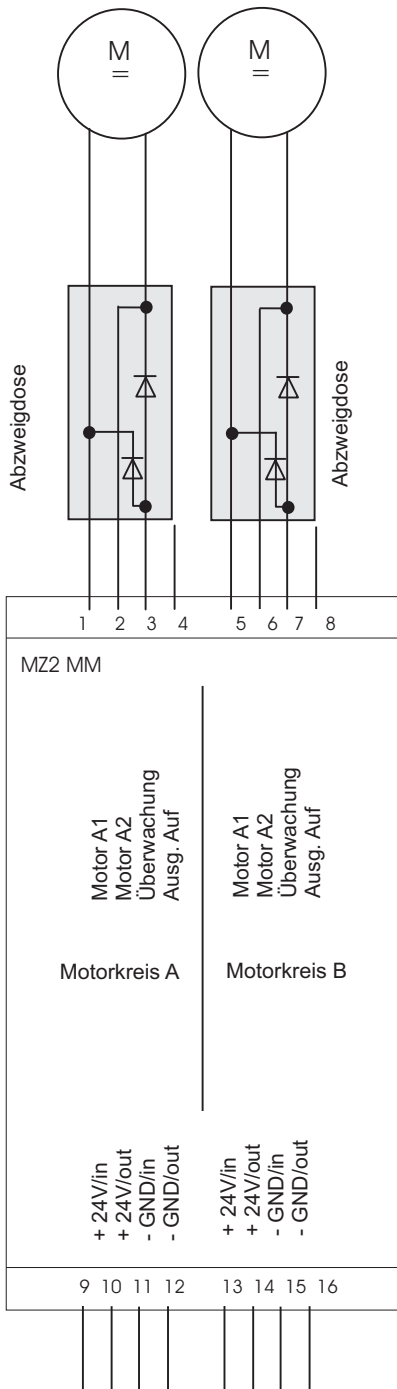 M M
= =
Abzweigdose
Abzweigdose
1 2 3 4 5 6 7 8
MZ2 MM
Motor A1
Motor A2
Überwachung
Ausg. Auf
Motor A1
Motor A2
Überwachung
Ausg. Auf
Motorkreis A
Motorkreis B
+ 24V/in
+ 24V/out
- GND/in
- GND/out
+ 24V/in
+ 24V/out
- GND/in
- GND/out
9 10 11 12 13 14 15 16